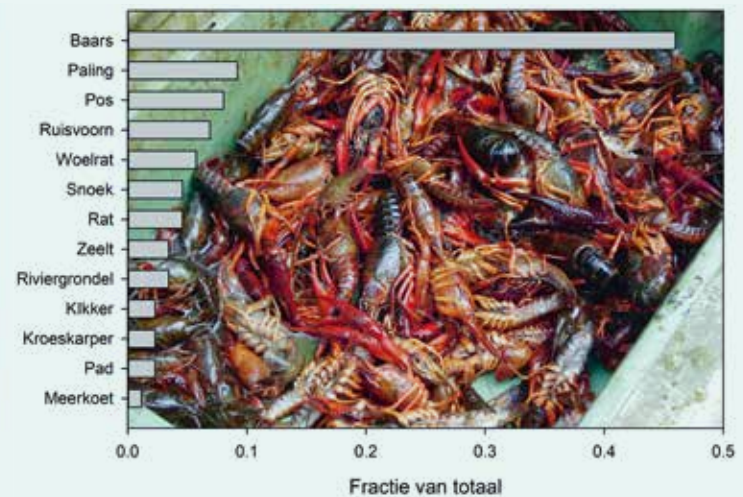 Baars
Paling
Pos
Ruisvoorn
Woelrat
Snoek
Rat
Zeelt
Riviergrondel
KIkker
Kroeskarper
Pad
Meerkoet
0.0 0.1 0.2 0.3 0.4 0.5
Fractie van totaal